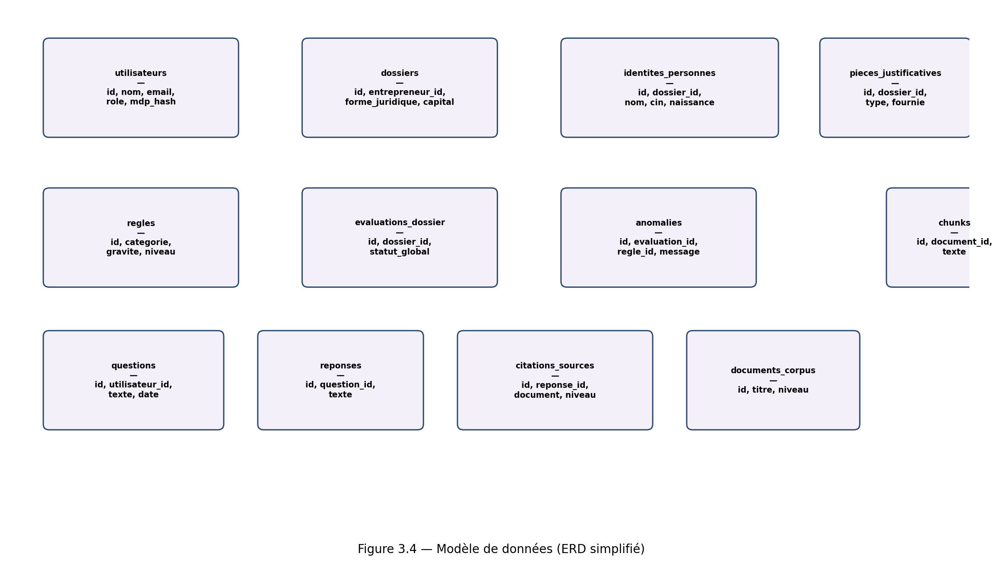 utilisateurs
—
id, nom, email,
role, mdp_hash
dossiers
—
id, entrepreneur_id,
forme_juridique, capital
identites_personnes
—
id, dossier_id,
nom, cin, naissance
pieces_justificatives
—
id, dossier_id,
type, fournie
regles
—
id, categorie,
gravite, niveau
evaluations_dossier
—
id, dossier_id,
statut_global
anomalies
—
id, evaluation_id,
regle_id, message
chunks
—
id, document_id,
texte
questions
—
id, utilisateur_id,
texte, date
reponses
—
id, question_id,
texte
citations_sources
—
id, reponse_id,
document, niveau
documents_corpus
—
id, titre, niveau
Figure 3.4 — Modèle de données (ERD simplifié)